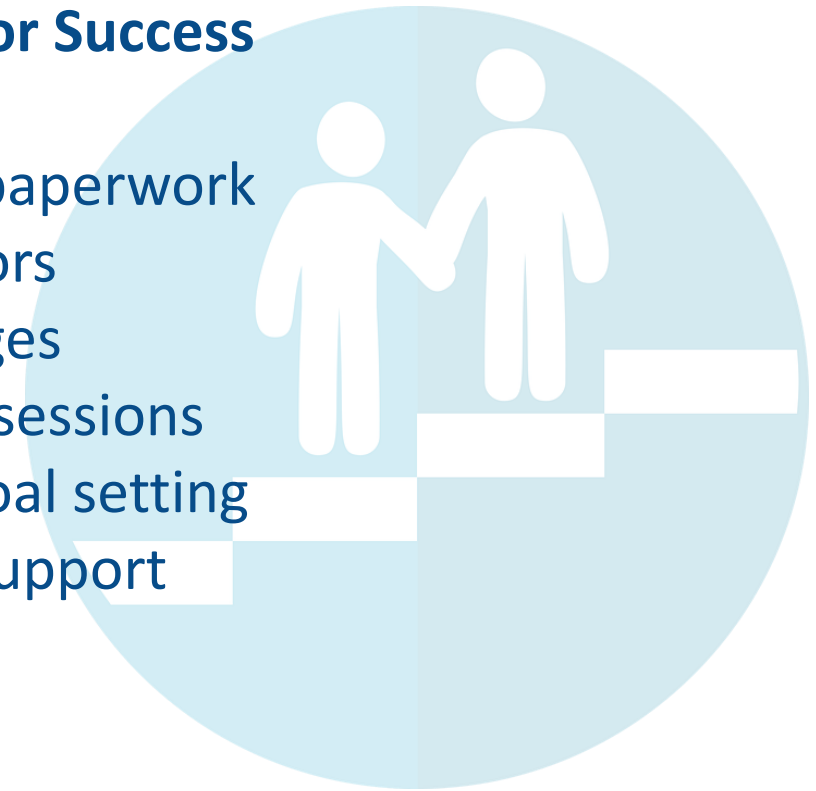 or Success
paperwork
ors
ges
sessions
oal setting
upport